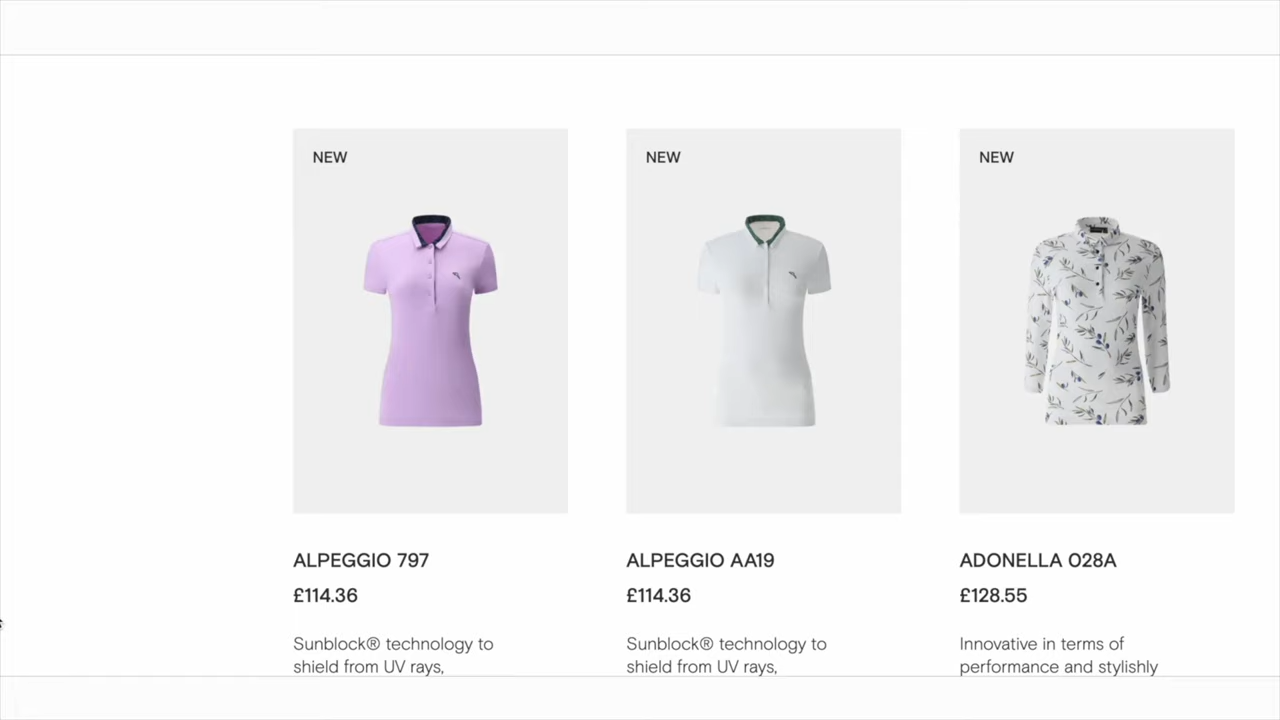 NEW
NEW
NEW
ALPEGGIO 797
ALPEGGIO AA19
ADONELLA 028A
£114.36
£114.36
£128.55
Sunblock® technology to
shield from UV rays,
Sunblock® technology to
shield from UV rays,
Innovative in terms of
performance and stylishly